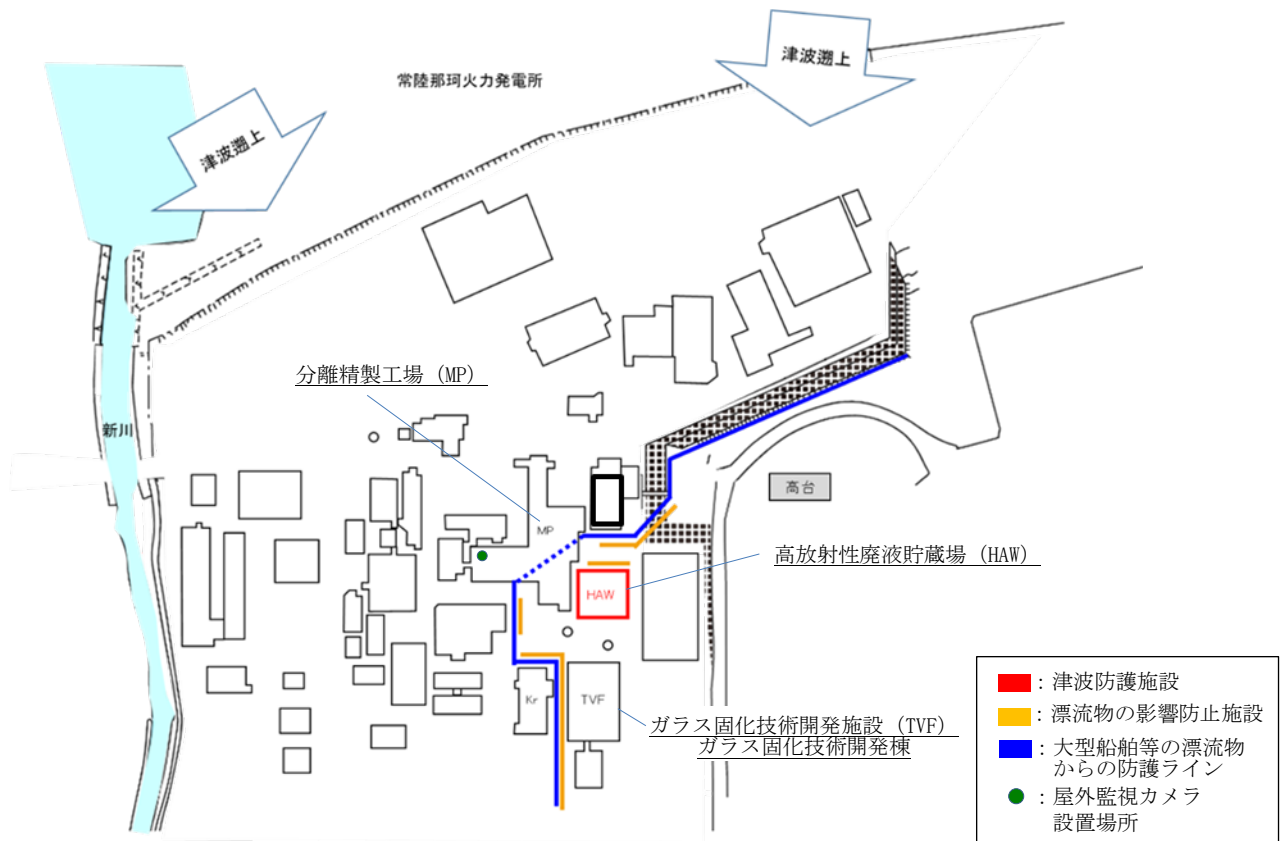 津波遡上
常陸那珂火力発電所
津波遡上
分離精製工場（MP）
新川
高台
MP
高放射性廃液貯蔵場（HAW）
HAW
Kr
TVF
ガラス固化技術開発施設（TVF）
ガラス固化技術開発棟
：津波防護施設
：漂流物の影響防止施設
：大型船舶等の漂流物
からの防護ライン
：屋外監視カメラ
設置場所